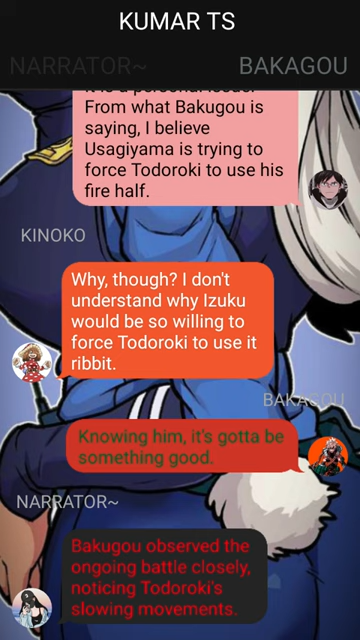 KUMAR TS
NARRATOR~
BAKAGOU
From what Bakugou is
saying, I believe
Usagiyama is trying to
force Todoroki to use his
fire half.
KINOKO
Why, though? I don't
understand why Izuku
would be so willing to
force Todoroki to use it
ribbit.
BAKAGOU
Knowing him, it's gotta be
something good.
NARRATOR~
Bakugou observed the
ongoing battle closely,
noticing Todoroki's
slowing movements.